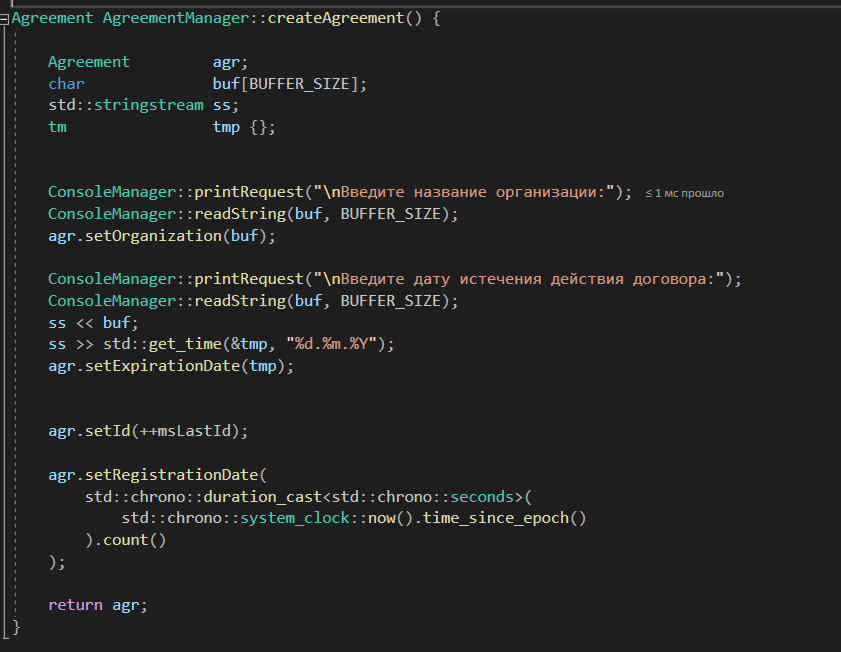 Agreement AgreementManager::createAgreement() {
Agreement agr;
char buf[BUFFER_SIZE];
std::stringstream ss;
tm tmp {};
ConsoleManager::printRequest("\nВведите название организации:"); ≤ 1 мс прошло
ConsoleManager::readString(buf, BUFFER_SIZE);
agr.setOrganization(buf);
ConsoleManager::printRequest("\nВведите дату истечения действия договора:");
ConsoleManager::readString(buf, BUFFER_SIZE);
ss << buf;
ss >> std::get_time(&tmp, "%d.%m.%Y");
agr.setExpirationDate(tmp);
agr.setId(++msLastId);
agr.setRegistrationDate(
std::chrono::duration_cast<std::chrono::seconds>(
std::chrono::system_clock::now().time_since_epoch()
).count()
);
return agr;
}